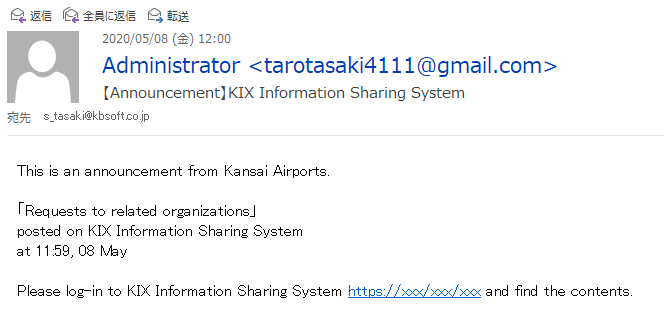 返信 全員に返信 転送
2020/05/08 (金) 12:00
Administrator <tarotasaki4111@gmail.com>
【Announcement】KIX Information Sharing System
宛先 s_tasaki@kbsoft.co.jp
This is an announcement from Kansai Airports.
「Requests to related organizations」
posted on KIX Information Sharing System
at 11:59, 08 May
Please log-in to KIX Information Sharing System https://xxx/xxx/xxx and find the contents.